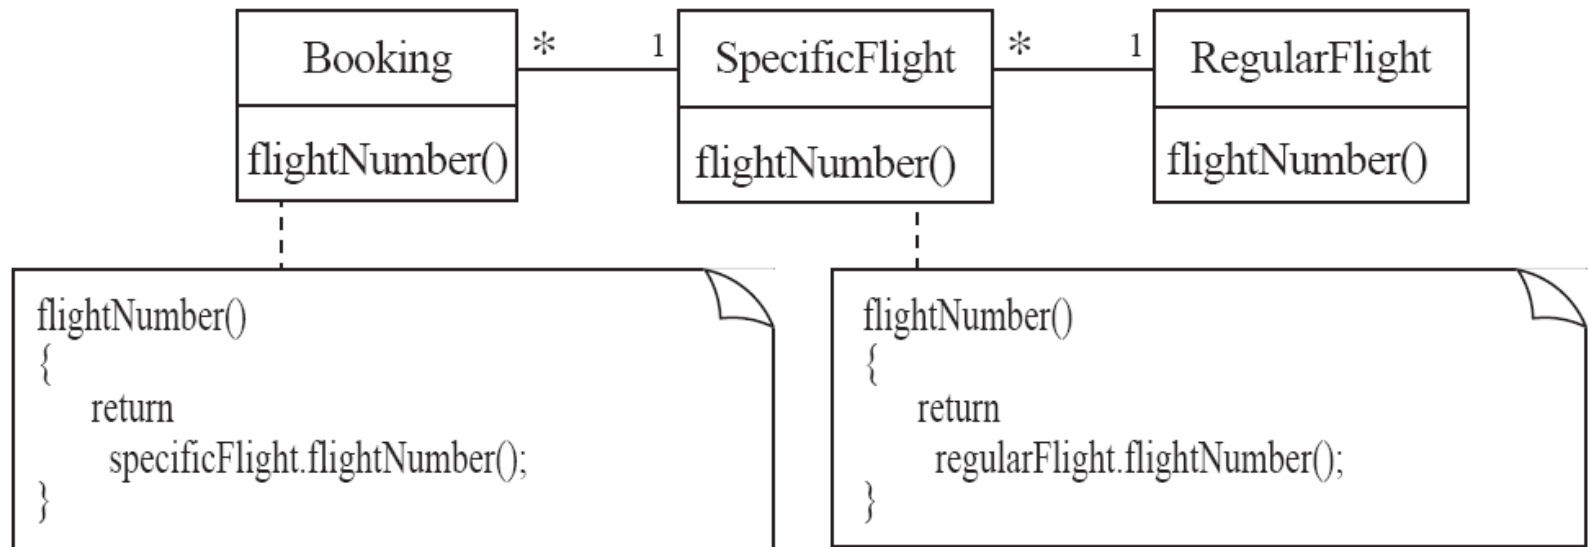 Booking
* 1
SpecificFlight
* 1
RegularFlight
flightNumber()
flightNumber()
flightNumber()
flightNumber()
{
return
specificFlight.flightNumber();
}
flightNumber()
{
return
regularFlight.flightNumber();
}